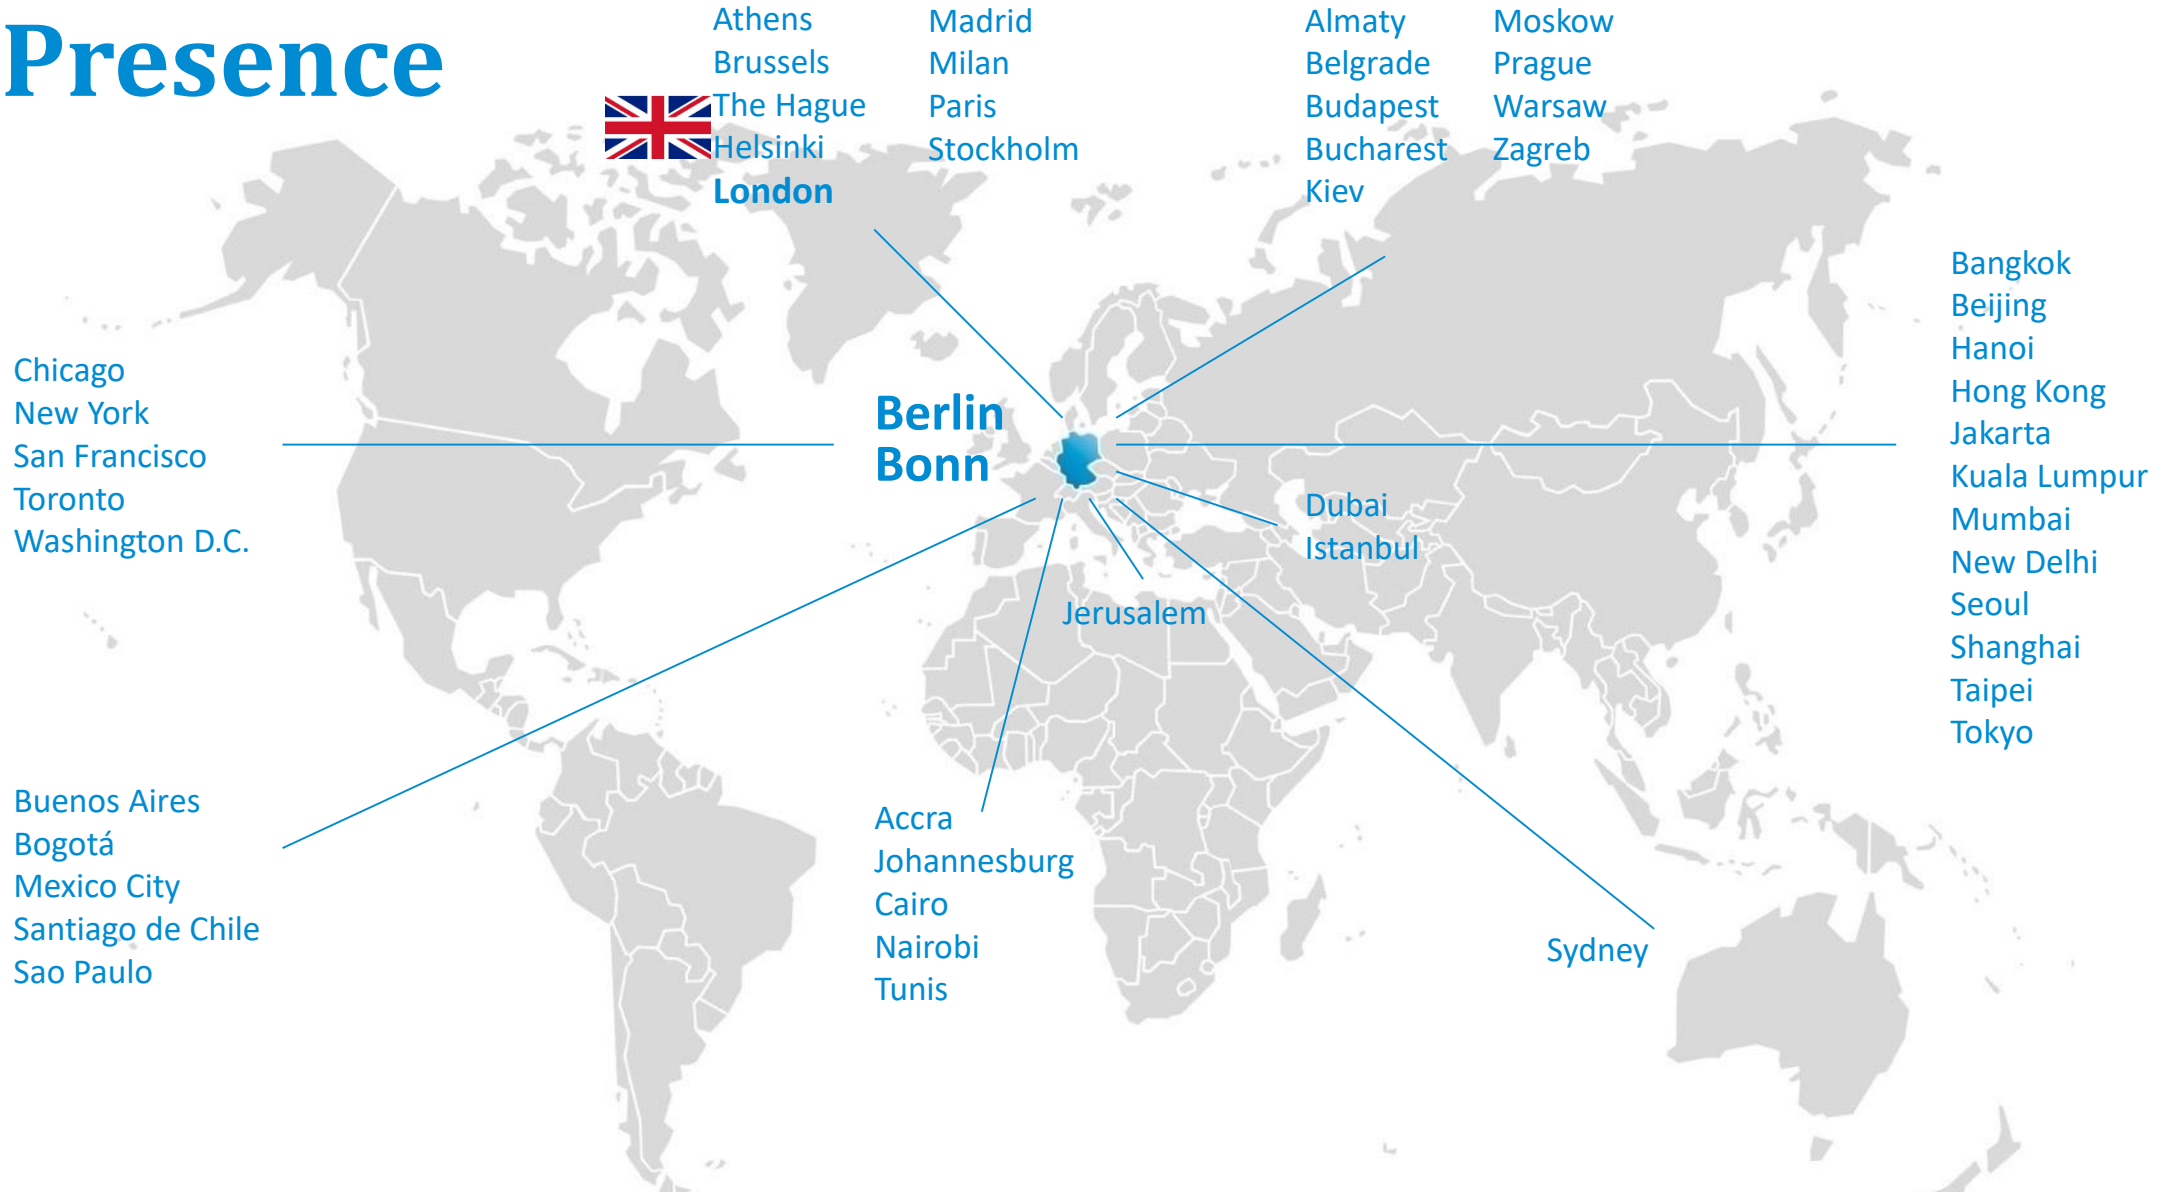 Presence
Athens
Brussels
The Hague
Helsinki
London
Madrid
Milan
Paris
Stockholm
Almaty
Belgrade
Budapest
Bucharest
Kiev
Moskow
Prague
Warsaw
Zagreb
Chicago
New York
San Francisco
Toronto
Washington D.C.
Berlin
Bonn
Dubai
Istanbul
Jerusalem
Bangkok
Beijing
Hanoi
Hong Kong
Jakarta
Kuala Lumpur
Mumbai
New Delhi
Seoul
Shanghai
Taipei
Tokyo
Buenos Aires
Bogotá
Mexico City
Santiago de Chile
Sao Paulo
Accra
Johannesburg
Cairo
Nairobi
Tunis
Sydney